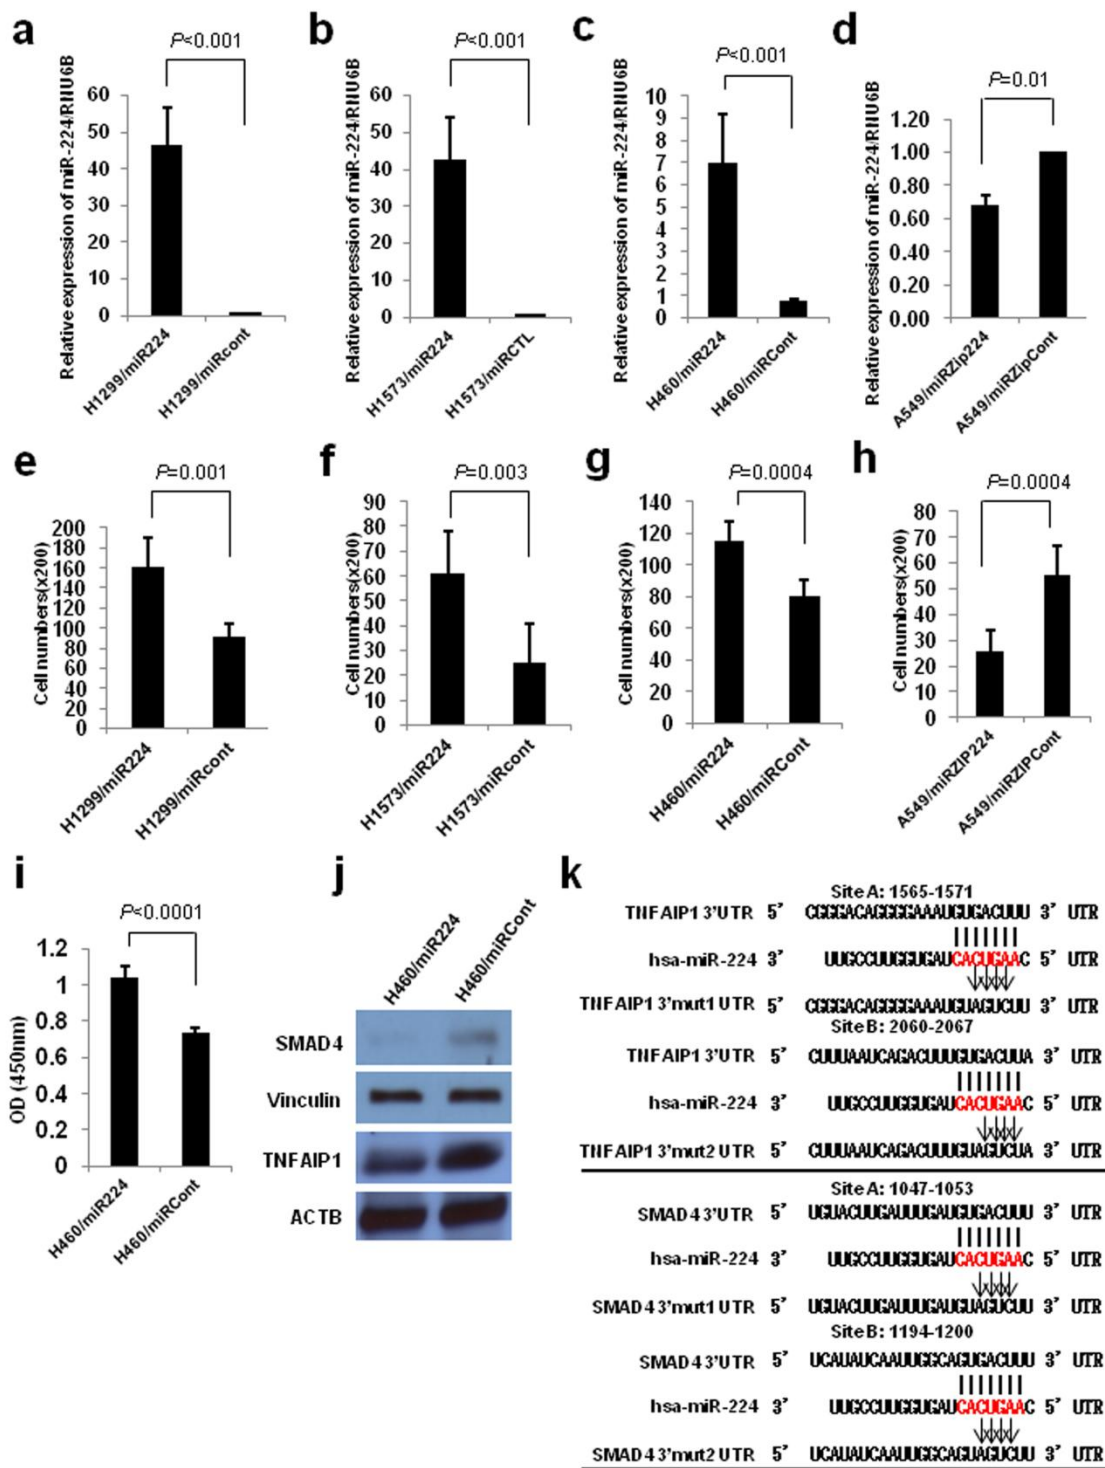 a
P<0.001
Relative expression of miR-224/RNU6B
60
50
40
30
20
10
0
H1299/miR224
H1299/miRcont
b
P<0.001
Relative expression of miR-224/RNU6B
60
50
40
30
20
10
0
H1573/miR224
H1573/miRCTL
c
P<0.001
Relative expression of miR-224/RNU6B
10
9
8
7
6
5
4
3
2
1
0
H460/miR224
H460/miRCont
d
P=0.01
Relative expression of miR-224/RNU6B
1.20
1.00
0.80
0.60
0.40
0.20
0.00
A549/miRZip224
A549/miRZipCont
e
P=0.001
Cell numbers(x200)
200
180
160
140
120
100
80
60
40
20
0
H1299/miR224
H1299/miRcont
f
P=0.003
Cell numbers(x200)
90
80
70
60
50
40
30
20
10
0
H1573/miR224
H1573/miRcont
g
P=0.0004
Cell numbers(x200)
140
120
100
80
60
40
20
0
H460/miR224
H460/miRCont
h
P=0.0004
Cell numbers(x200)
80
70
60
50
40
30
20
10
0
A549/miRZIP224
A549/miRZIPCont
i
P<0.0001
OD (450nm)
1.2
1
0.8
0.6
0.4
0.2
0
H460/miR224
H460/miRCont
j
H460/miR224
H460/miRCont
SMAD4
Vinculin
TNFAIP1
ACTB
k
Site A: 1565-1571
TNFAIP1 3'UTR 5' CGGGACAGGGGAAAUGUGACUUU 3' UTR
hsa-miR-224 3' UUGCCUUGGUGAUCACUGAAC 5' UTR
TNFAIP1 3'mut1 UTR 5' CGGGACAGGGGAAAUGUAGUCUU 3' UTR
Site B: 2060-2067
TNFAIP1 3'UTR 5' CUUUAAUCAGACUUUGUGACUUA 3' UTR
hsa-miR-224 3' UUGCCUUGGUGAUCACUGAAC 5' UTR
TNFAIP1 3'mut2 UTR 5' CUUUAAUCAGACUUUGUAGUCUA 3' UTR
Site A: 1047-1053
SMAD4 3'UTR 5' UGUACUUGAUUUGAUGUGACUUU 3' UTR
hsa-miR-224 3' UUGCCUUGGUGAUCACUGAAC 5' UTR
SMAD4 3'mut1 UTR 5' UGUACUUGAUUUGAUGUAGUCUU 3' UTR
Site B: 1194-1200
SMAD4 3'UTR 5' UCAUAUCAAUUGGCAGUGACUUU 3' UTR
hsa-miR-224 3' UUGCCUUGGUGAUCACUGAAC 5' UTR
SMAD4 3'mut2 UTR 5' UCAUAUCAAUUGGCAGUAGUCUU 3' UTR